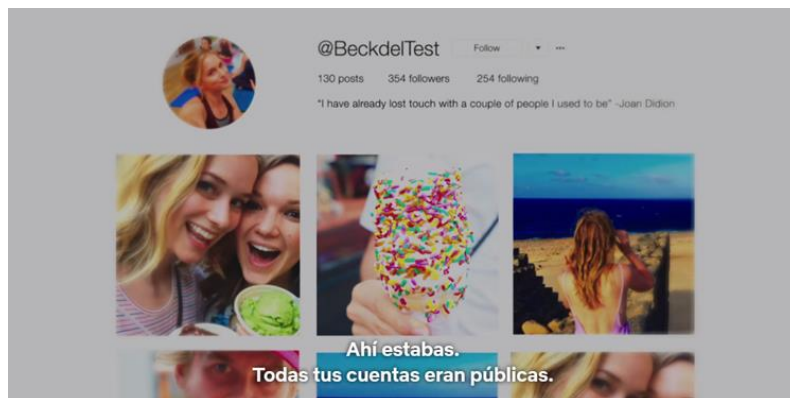 @BeckdelTest Follow
130 posts 354 followers 254 following
"I have already lost touch with a couple of people I used to be" -Joan Didion
Ahí estabas.
Todas tus cuentas eran públicas.